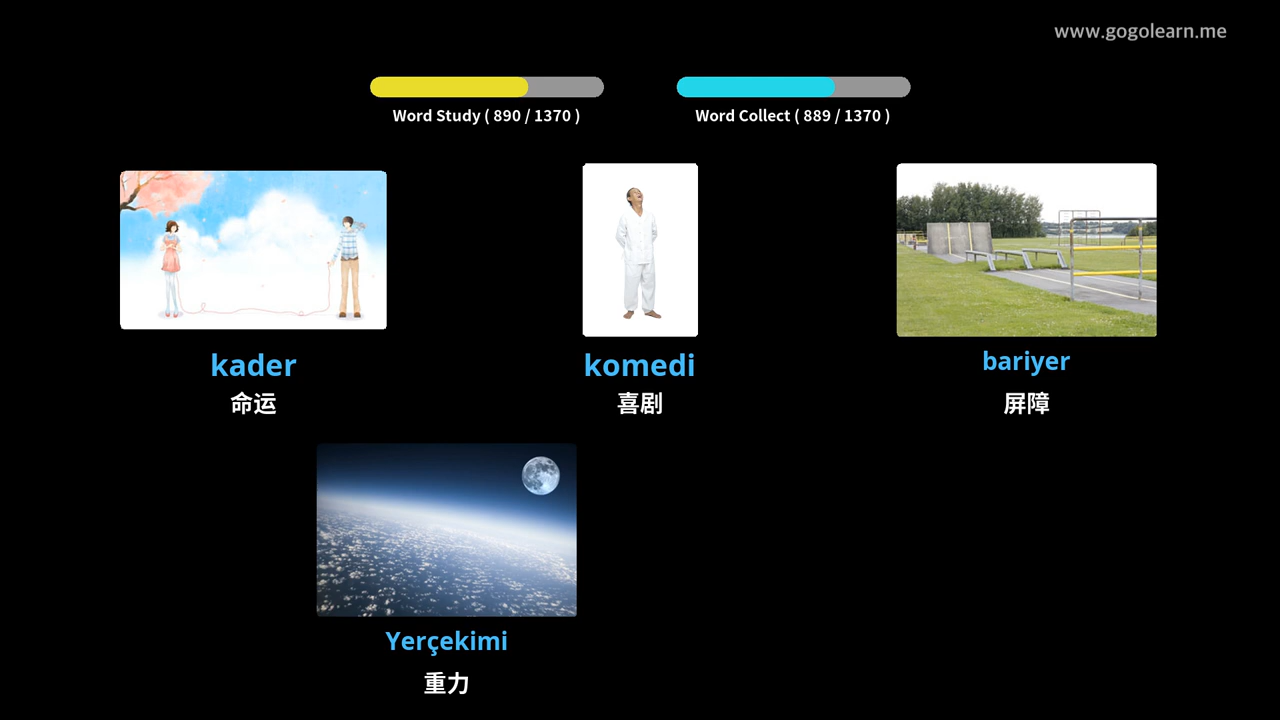 www.gogolearn.me
Word Study ( 890 / 1370 )
Word Collect ( 889 / 1370 )
kader
命运
komedi
喜剧
bariyer
屏障
Yerçekimi
重力